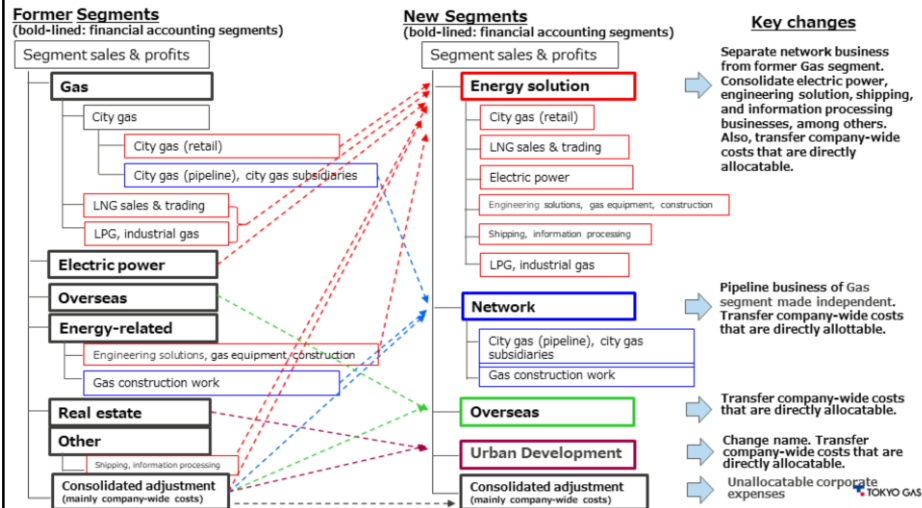 Former Segments
(bold-lined: financial accounting segments)
Segment sales & profits
Gas
City gas
City gas (retail)
City gas (pipeline), city gas subsidiaries
LNG sales & trading
LPG, industrial gas
Electric power
Overseas
Energy-related
Engineering solutions, gas equipment, construction
Gas construction work
Real estate
Other
Shipping, information processing
Consolidated adjustment
(mainly company-wide costs)
New Segments
(bold-lined: financial accounting segments)
Segment sales & profits
Energy solution
City gas (retail)
LNG sales & trading
Electric power
Engineering solutions, gas equipment, construction
Shipping, information processing
LPG, industrial gas
Network
City gas (pipeline), city gas
subsidiaries
Gas construction work
Overseas
Urban Development
Consolidated adjustment
(mainly company-wide costs)
Key changes
Separate network business
from former Gas segment.
Consolidate electric power,
engineering solution, shipping,
and information processing
businesses, among others.
Also, transfer company-wide
costs that are directly
allocatable.
Pipeline business of Gas
segment made independent.
Transfer company-wide costs
that are directly allottable.
Transfer company-wide costs
that are directly allocatable.
Change name. Transfer
company-wide costs that are
directly allocatable.
Unallocatable corporate
expenses
TOKYO GAS